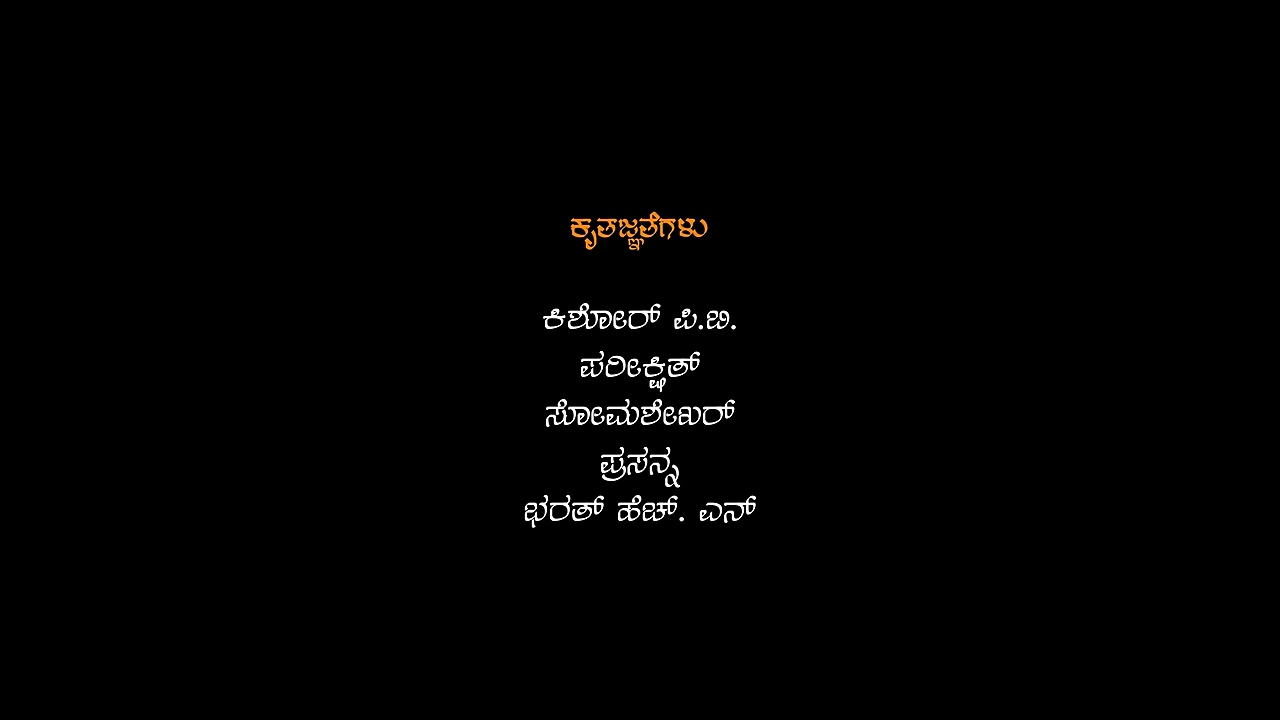 ಕೃತಜ್ಞತೆಗಳು
ಕಿಶೋರ್ ಪಿ.ಬಿ.
ಪರೀಕ್ಷಿತ್
ಸೋಮಶೇಖರ್
ಪ್ರಸನ್ನ
ಭರತ್ ಹೆಚ್. ಎನ್